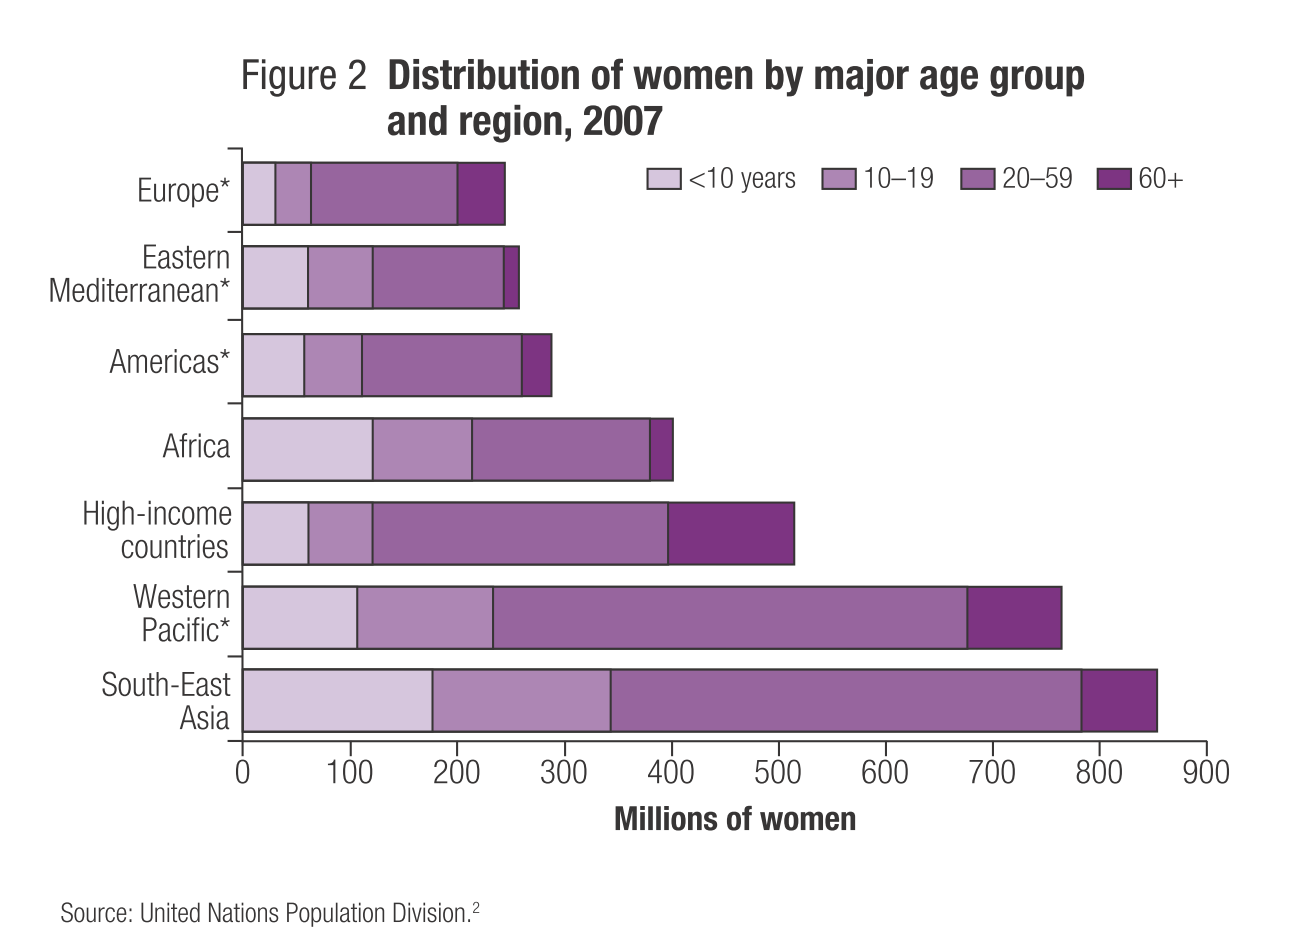 Figure 2 Distribution of women by major age group
and region, 2007
<10 years 10–19 20–59 60+
Europe*
Eastern
Mediterranean*
Americas*
Africa
High-income
countries
Western
Pacific*
South-East
Asia
0 100 200 300 400 500 600 700 800 900
Millions of women
Source: United Nations Population Division.²